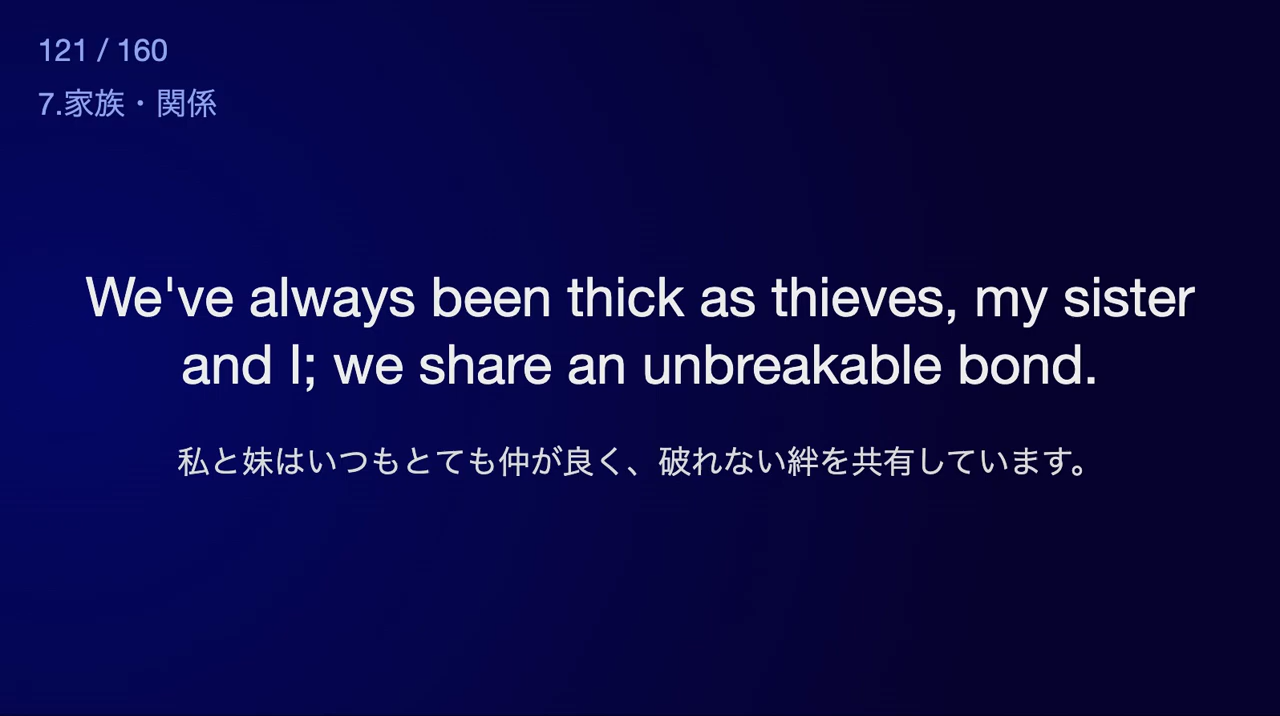 121 / 160
7.家族・関係
We've always been thick as thieves, my sister
and I; we share an unbreakable bond.
私と妹はいつもとても仲が良く、破れない絆を共有しています。